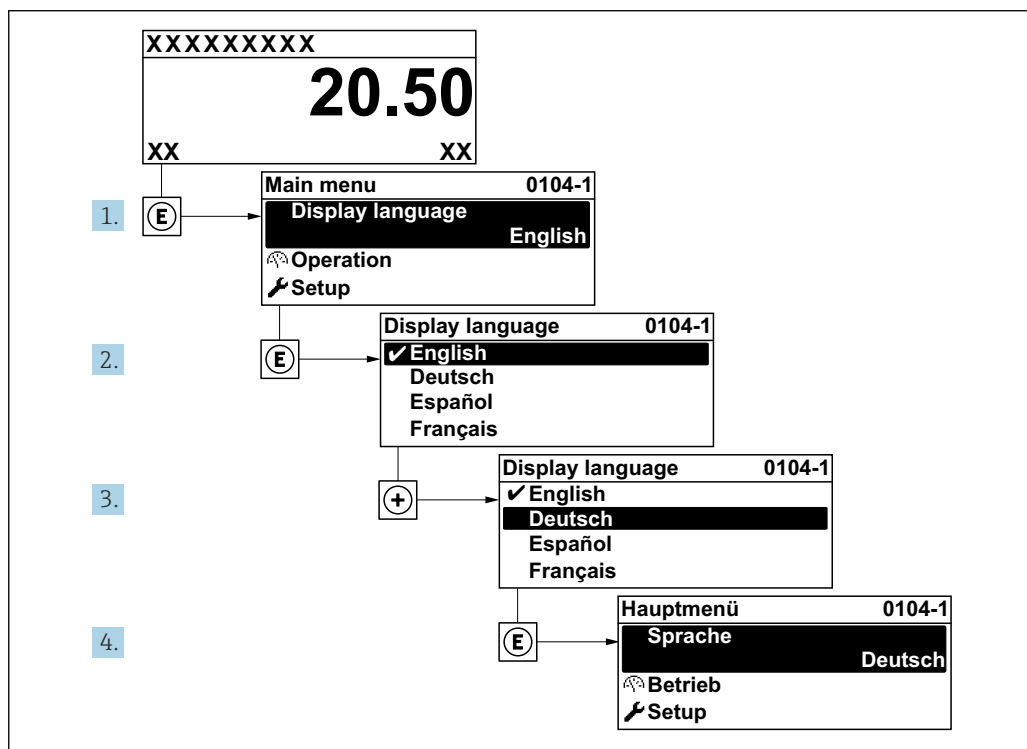 XXXXXXXXX
20.50
XX XX
1. E
Main menu 0104-1
Display language
English
Operation
Setup
2. E
Display language 0104-1
✔ English
Deutsch
Español
Français
3. +
Display language 0104-1
✔ English
Deutsch
Español
Français
4. E
Hauptmenü 0104-1
Sprache
Deutsch
Betrieb
Setup